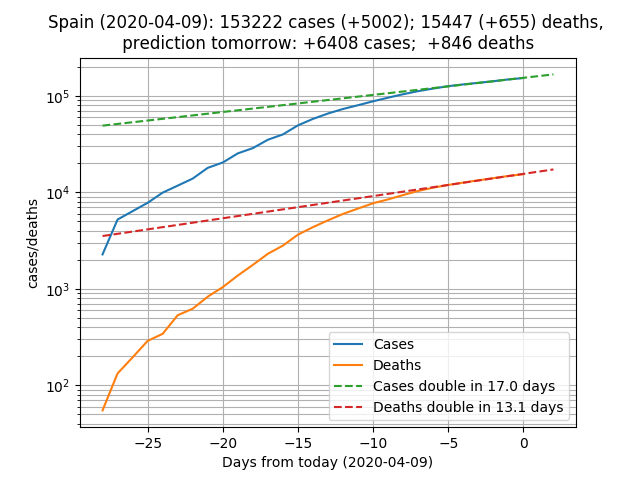 Spain (2020-04-09): 153222 cases (+5002); 15447 (+655) deaths,
prediction tomorrow: +6408 cases;  +846 deaths
cases/deaths
10^5
10^4
10^3
10^2
Cases
Deaths
Cases double in 17.0 days
Deaths double in 13.1 days
−25 −20 −15 −10 −5 0
Days from today (2020-04-09)